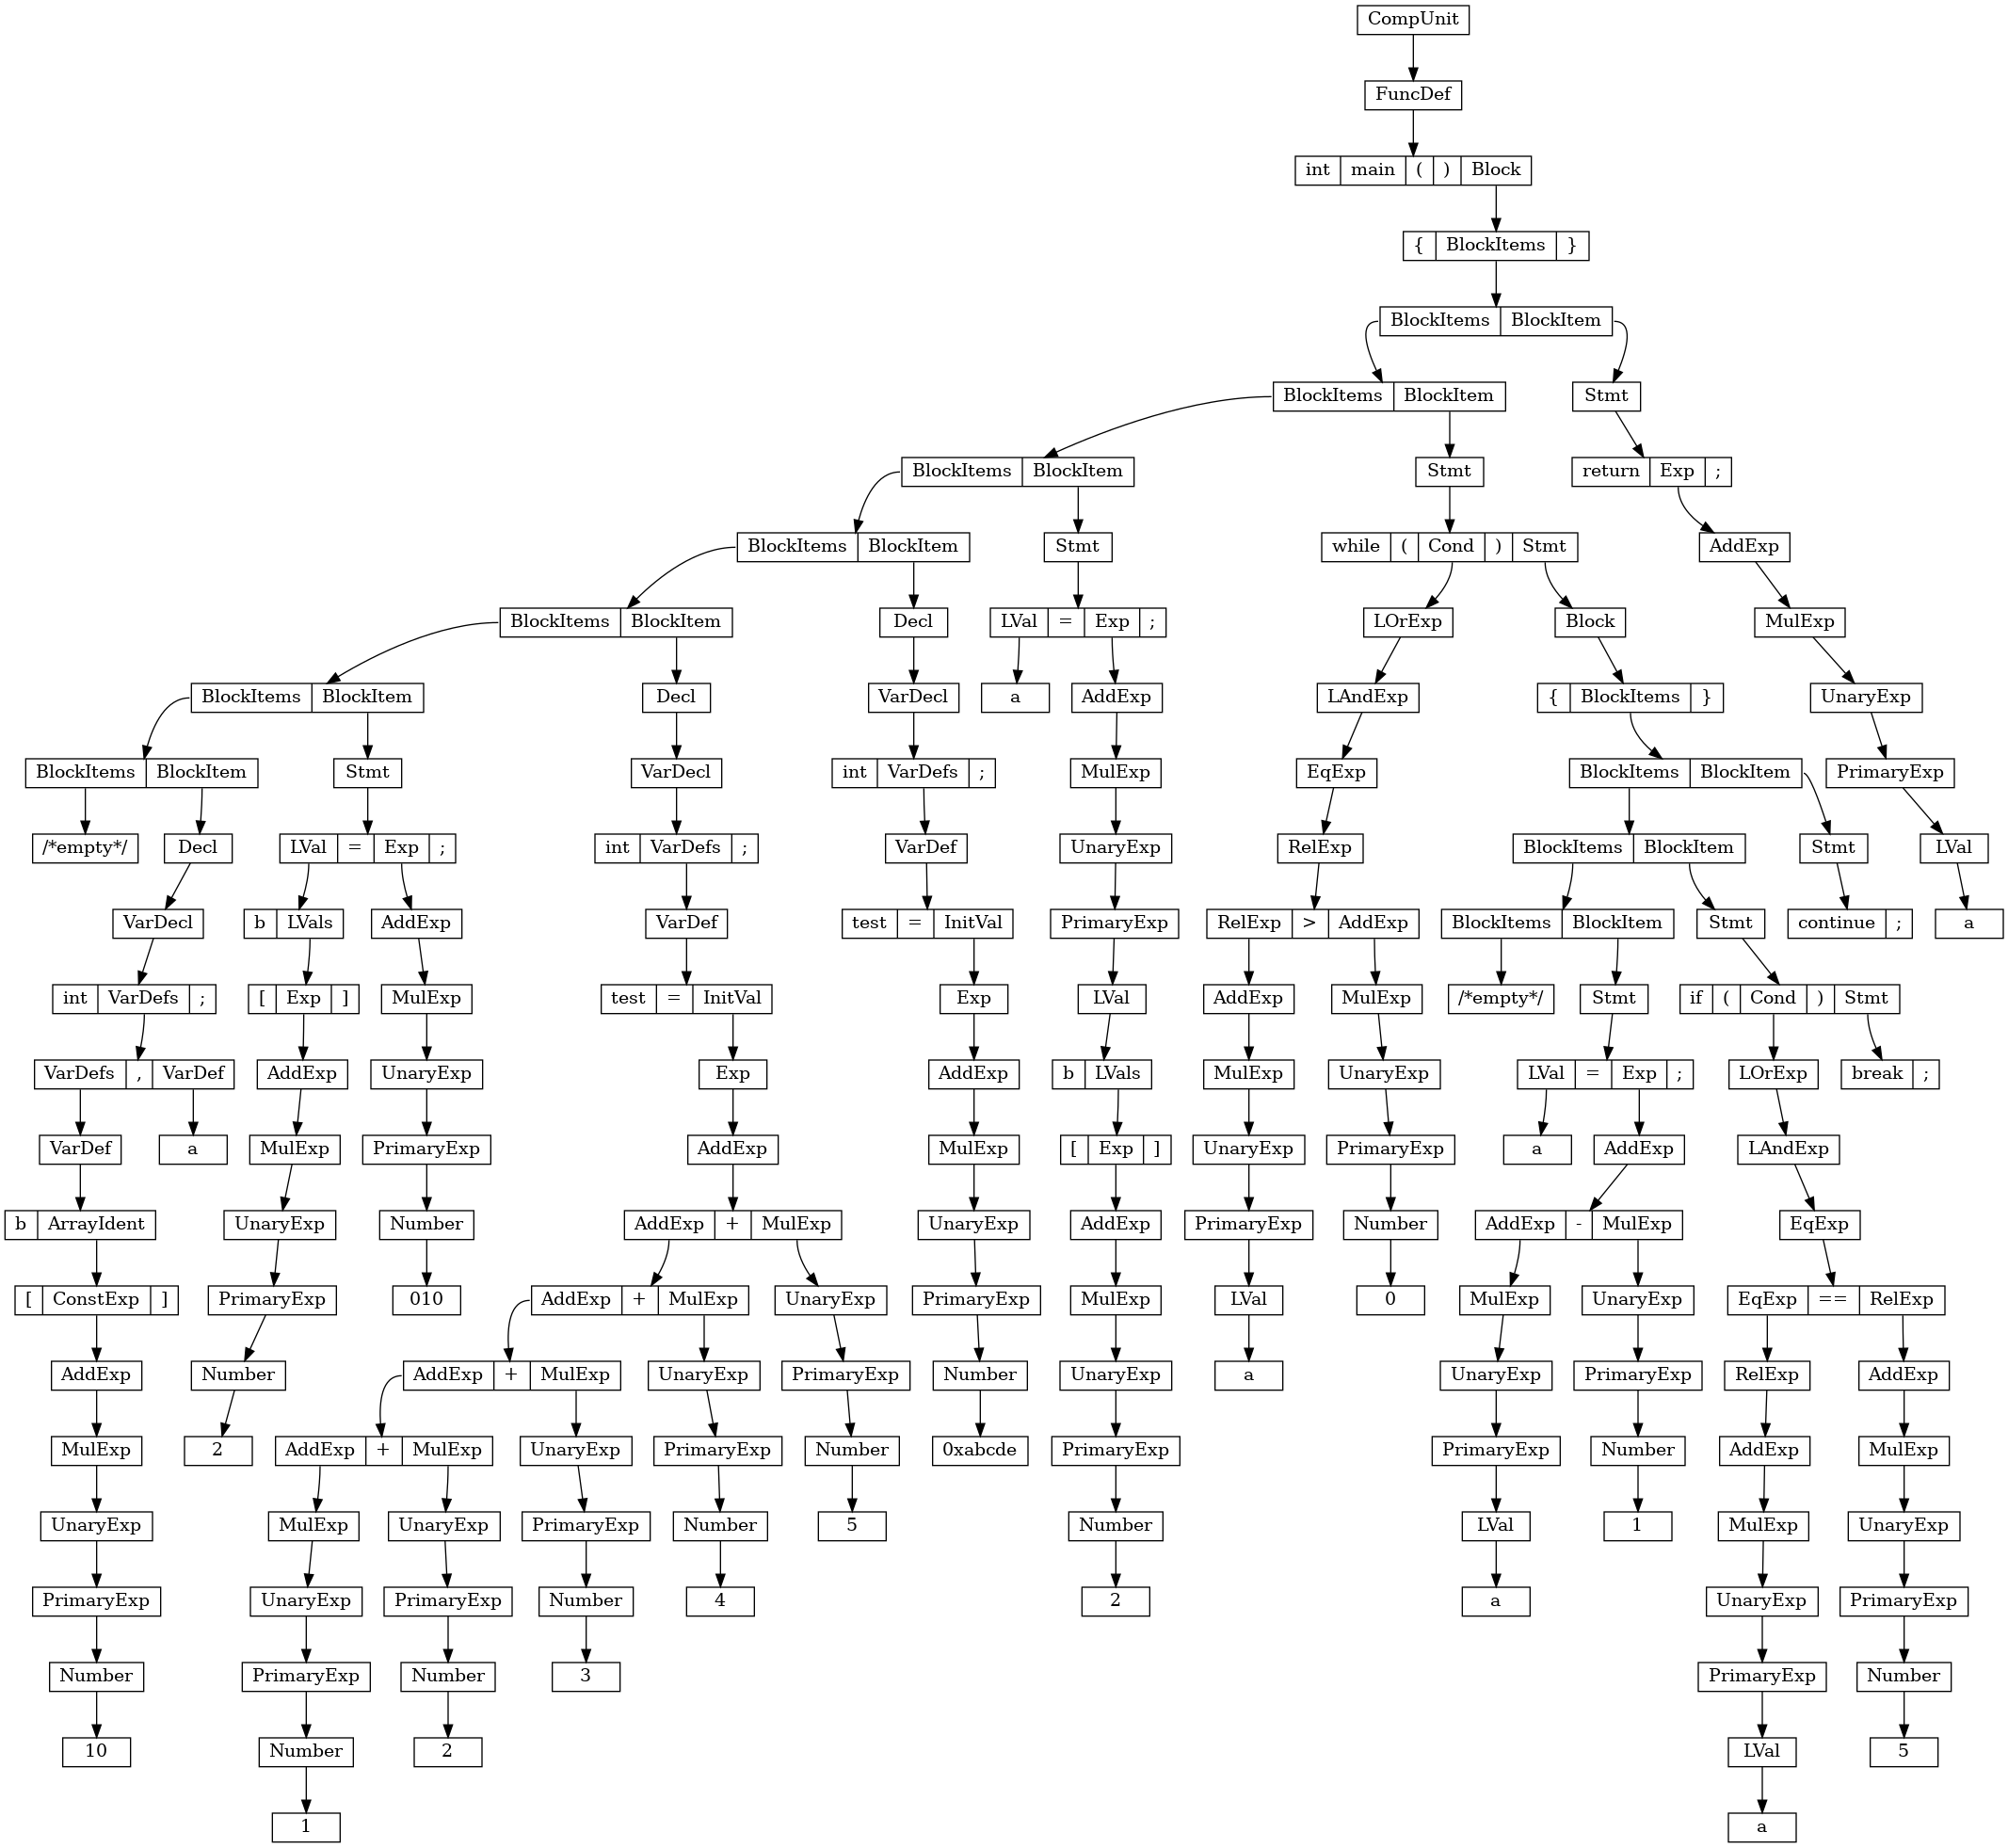 CompUnit
FuncDef
int main ( ) Block
{ BlockItems }
BlockItems BlockItem
BlockItems BlockItem Stmt
BlockItems BlockItem Stmt return Exp ;
BlockItems BlockItem Stmt while ( Cond ) Stmt AddExp
BlockItems BlockItem Decl LVal = Exp ; LOrExp Block MulExp
BlockItems BlockItem Decl VarDecl a AddExp LAndExp { BlockItems } UnaryExp
BlockItems BlockItem Stmt VarDecl int VarDefs ; MulExp EqExp BlockItems BlockItem PrimaryExp
/*empty*/ Decl LVal = Exp ; int VarDefs ; VarDef UnaryExp RelExp BlockItems BlockItem Stmt LVal
VarDecl b LVals AddExp VarDef test = InitVal PrimaryExp RelExp > AddExp BlockItems BlockItem Stmt continue ; a
int VarDefs ; [ Exp ] MulExp test = InitVal Exp LVal AddExp MulExp /*empty*/ Stmt if ( Cond ) Stmt
VarDefs , VarDef AddExp UnaryExp Exp AddExp b LVals MulExp UnaryExp LVal = Exp ; LOrExp break ;
VarDef a MulExp PrimaryExp AddExp MulExp [ Exp ] UnaryExp PrimaryExp a AddExp LAndExp
b ArrayIdent UnaryExp Number AddExp + MulExp UnaryExp AddExp PrimaryExp Number AddExp - MulExp EqExp
[ ConstExp ] PrimaryExp 010 AddExp + MulExp UnaryExp PrimaryExp MulExp LVal 0 MulExp UnaryExp EqExp == RelExp
AddExp Number AddExp + MulExp UnaryExp PrimaryExp Number UnaryExp a UnaryExp PrimaryExp RelExp AddExp
MulExp 2 AddExp + MulExp UnaryExp PrimaryExp Number 0xabcde PrimaryExp PrimaryExp Number AddExp MulExp
UnaryExp MulExp UnaryExp PrimaryExp Number 5 Number LVal 1 MulExp UnaryExp
PrimaryExp UnaryExp PrimaryExp Number 4 2 a UnaryExp PrimaryExp
Number PrimaryExp Number 3 PrimaryExp Number
10 Number 2 LVal 5
1 a